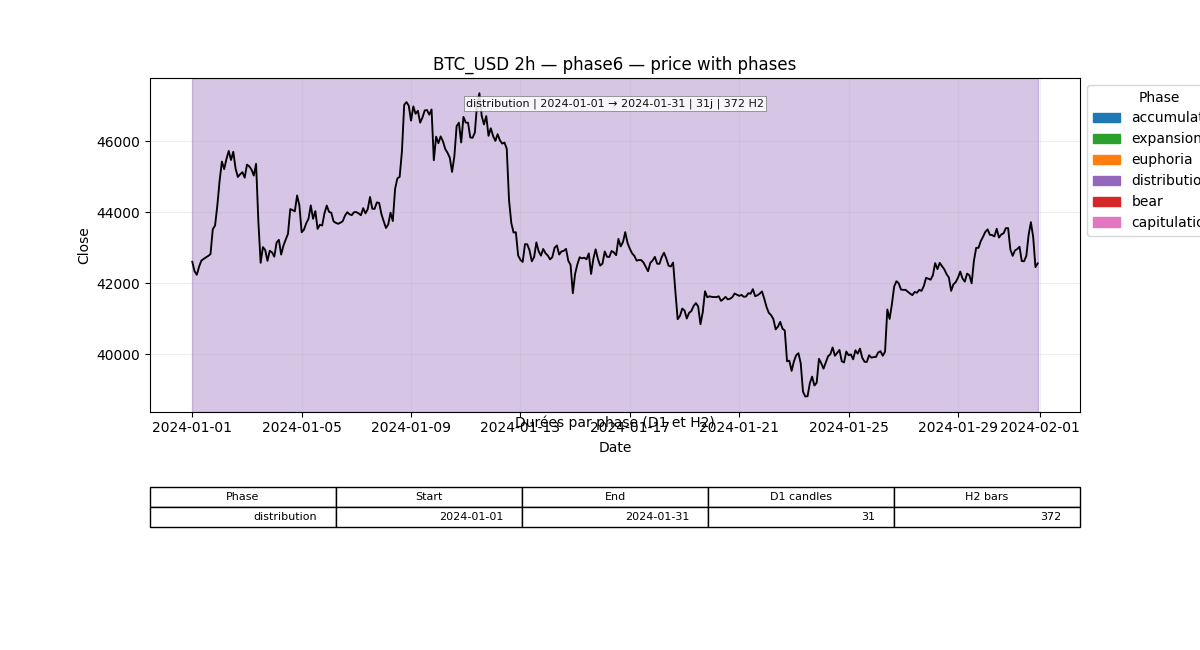 BTC_USD 2h — phase6 — price with phases
distribution | 2024-01-01 → 2024-01-31 | 31j | 372 H2
Phase
accumulat
expansion
euphoria
distributio
bear
capitulatio
Close
46000
44000
42000
40000
Durées par phase (D1 et H2)
2024-01-01 2024-01-05 2024-01-09 2024-01-13 2024-01-17 2024-01-21 2024-01-25 2024-01-29 2024-02-01
Date
Phase Start End D1 candles H2 bars
distribution 2024-01-01 2024-01-31 31 372